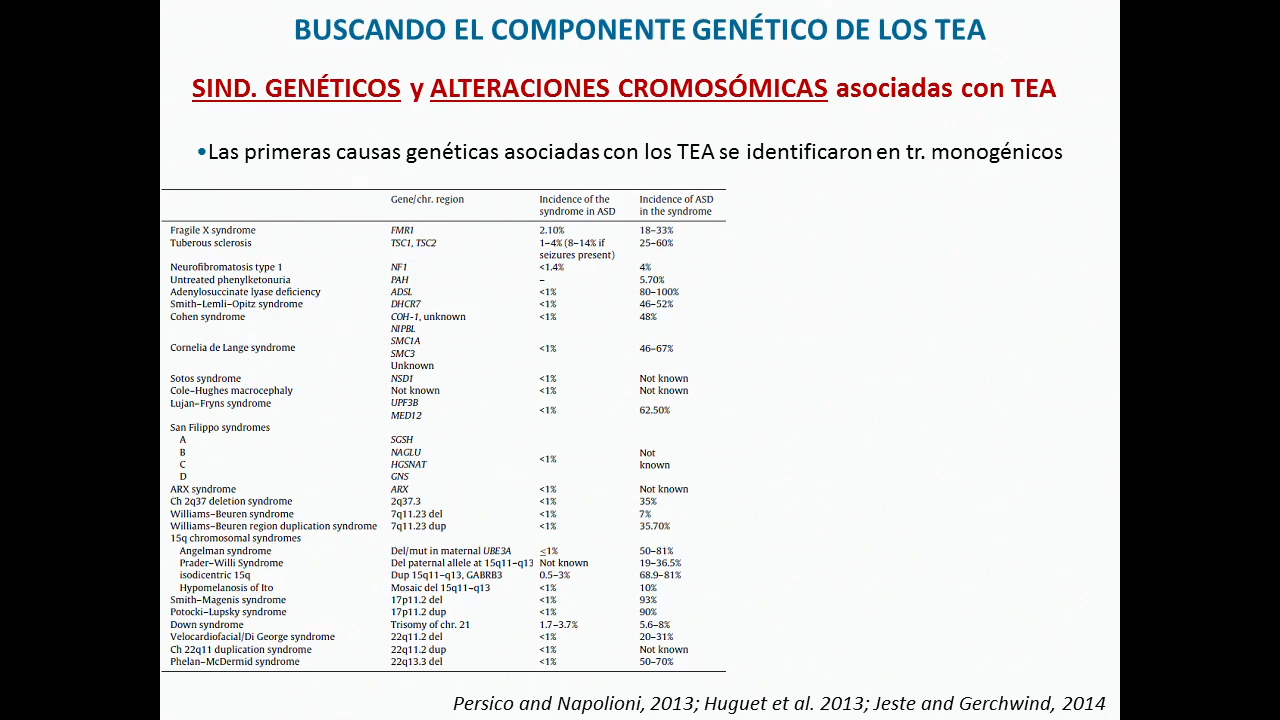 BUSCANDO EL COMPONENTE GENÉTICO DE LOS TEA
SIND. GENÉTICOS y ALTERACIONES CROMOSÓMICAS asociadas con TEA
•Las primeras causas genéticas asociadas con los TEA se identificaron en tr. monogénicos
Gene/chr. region Incidence of the syndrome in ASD Incidence of ASD in the syndrome
Fragile X syndrome FMR1 2.10% 18–33%
Tuberous sclerosis TSC1, TSC2 1–4% (8–14% if seizures present) 25–60%
Neurofibromatosis type 1 NF1 <1.4% 4%
Untreated phenylketonuria PAH – 5.70%
Adenylosuccinate lyase deficiency ADSL <1% 80–100%
Smith–Lemli–Opitz syndrome DHCR7 <1% 46–52%
Cohen syndrome COH-1, unknown <1% 48%
NIPBL
SMC1A
Cornelia de Lange syndrome <1% 46–67%
SMC3
Unknown
Sotos syndrome NSD1 <1% Not known
Cole–Hughes macrocephaly Not known <1% Not known
Lujan–Fryns syndrome UPF3B
<1% 62.50%
MED12
San Filippo syndromes
A SGSH
B NAGLU Not
<1%
C HGSNAT known
D GNS
ARX syndrome ARX <1% Not known
Ch 2q37 deletion syndrome 2q37.3 <1% 35%
Williams–Beuren syndrome 7q11.23 del <1% 7%
Williams–Beuren region duplication syndrome 7q11.23 dup <1% 35.70%
15q chromosomal syndromes
Angelman syndrome Del/mut in maternal UBE3A ≤1% 50–81%
Prader–Willi Syndrome Del paternal allele at 15q11–q13 Not known 19–36.5%
isodicentric 15q Dup 15q11–q13, GABRB3 0.5–3% 68.9–81%
Hypomelanosis of Ito Mosaic del 15q11–q13 <1% 10%
Smith–Magenis syndrome 17p11.2 del <1% 93%
Potocki–Lupsky syndrome 17p11.2 dup <1% 90%
Down syndrome Trisomy of chr. 21 1.7–3.7% 5.6–8%
Velocardiofacial/Di George syndrome 22q11.2 del <1% 20–31%
Ch 22q11 duplication syndrome 22q11.2 dup <1% Not known
Phelan–McDermid syndrome 22q13.3 del <1% 50–70%
Persico and Napolioni, 2013; Huguet et al. 2013; Jeste and Gerchwind, 2014